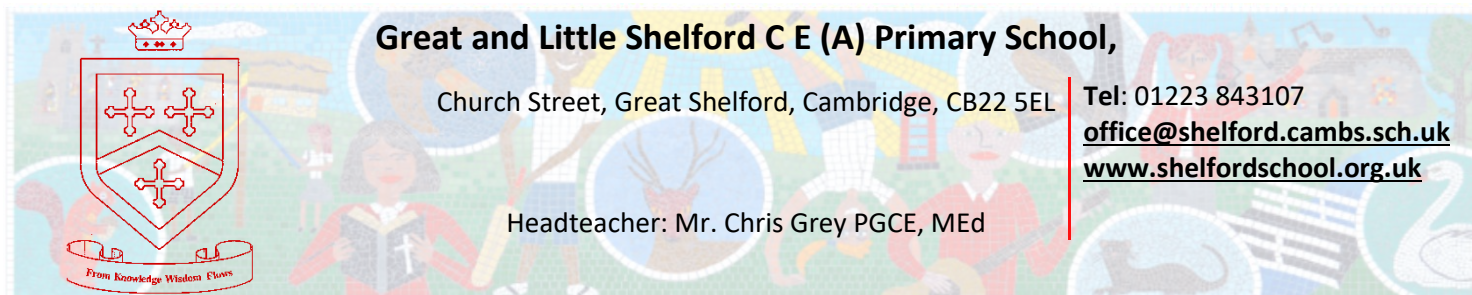 Great and Little Shelford C E (A) Primary School,
Church Street, Great Shelford, Cambridge, CB22 5EL
Tel: 01223 843107
office@shelford.cambs.sch.uk
www.shelfordschool.org.uk
Headteacher: Mr. Chris Grey PGCE, MEd
From Knowledge Wisdom Flows